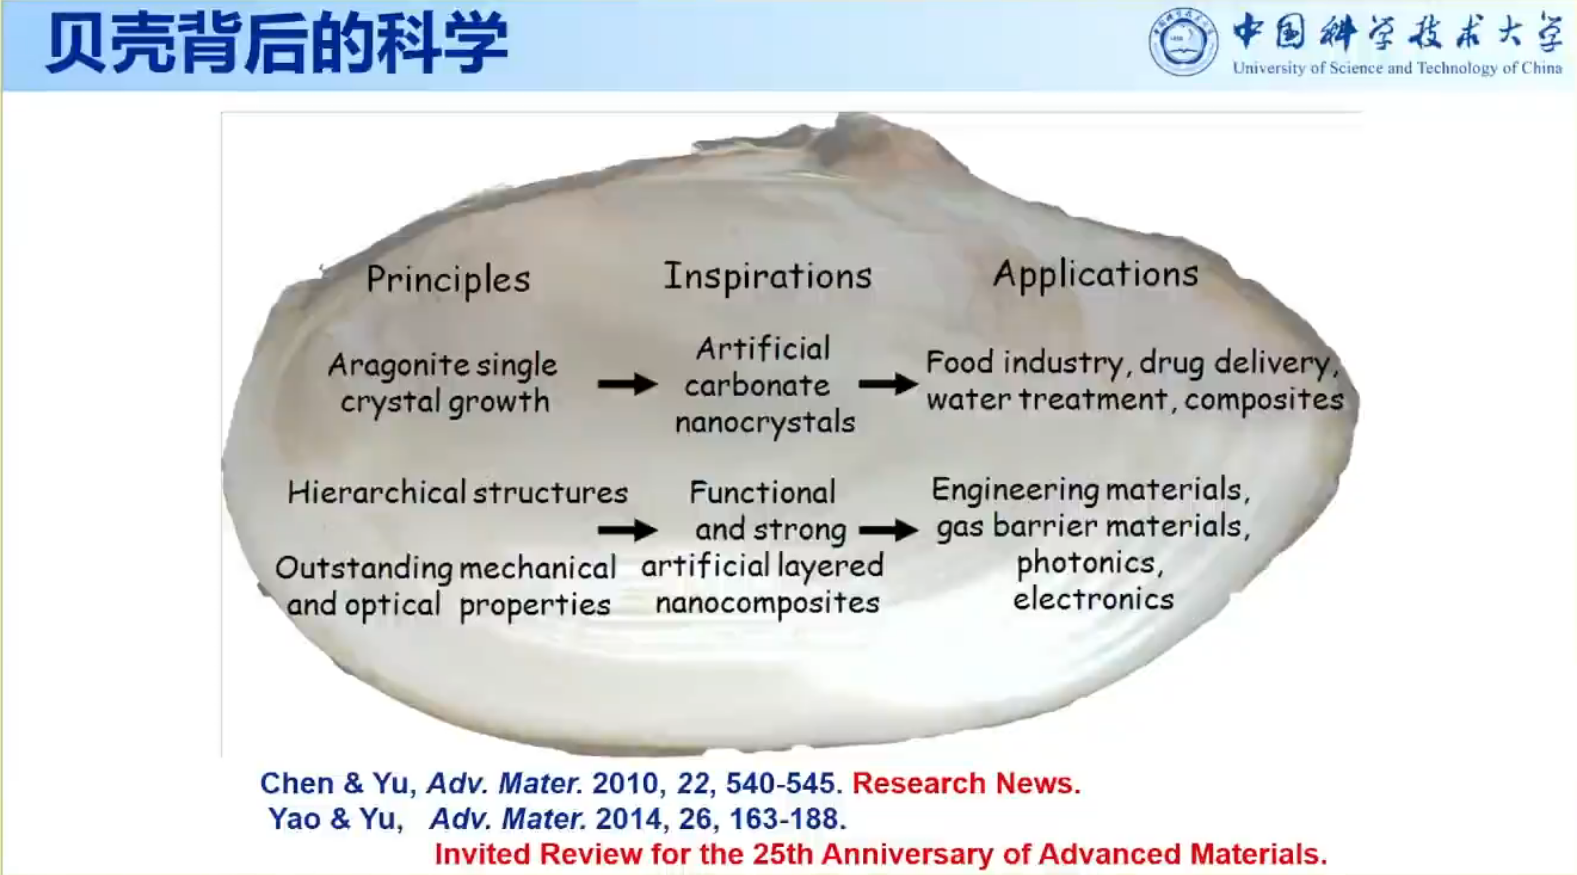 贝壳背后的科学
中国科学技术大学
University of Science and Technology of China
Principles
Inspirations
Applications
Aragonite single
crystal growth
Artificial
carbonate
nanocrystals
Food industry, drug delivery,
water treatment, composites
Hierarchical structures
Outstanding mechanical
and optical properties
Functional
and strong
artificial layered
nanocomposites
Engineering materials,
gas barrier materials,
photonics,
electronics
Chen & Yu, Adv. Mater. 2010, 22, 540-545. Research News.
Yao & Yu, Adv. Mater. 2014, 26, 163-188.
Invited Review for the 25th Anniversary of Advanced Materials.